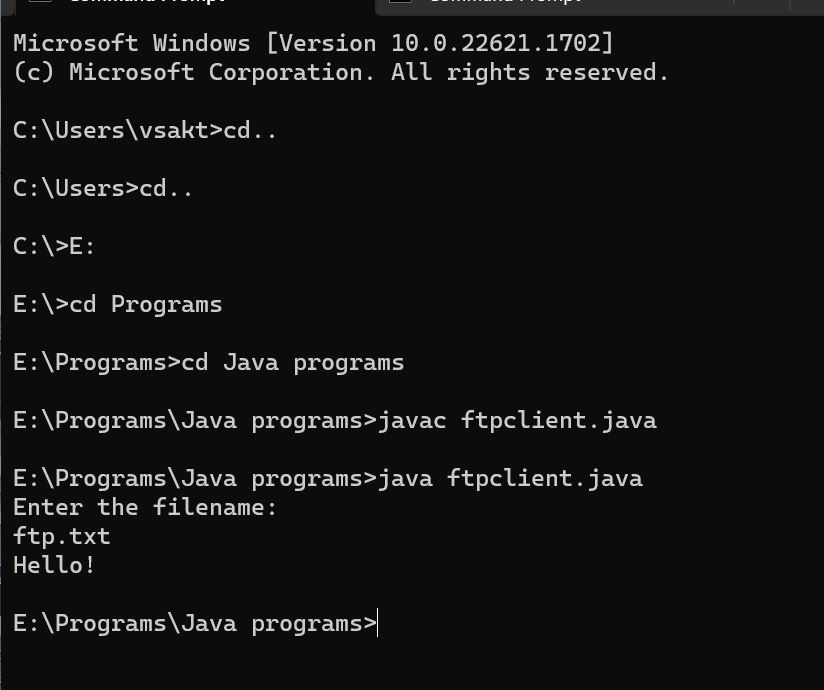 Microsoft Windows [Version 10.0.22621.1702]
(c) Microsoft Corporation. All rights reserved.
C:\Users\vsakt>cd..
C:\Users>cd..
C:\>E:
E:\>cd Programs
E:\Programs>cd Java programs
E:\Programs\Java programs>javac ftpclient.java
E:\Programs\Java programs>java ftpclient.java
Enter the filename:
ftp.txt
Hello!
E:\Programs\Java programs>